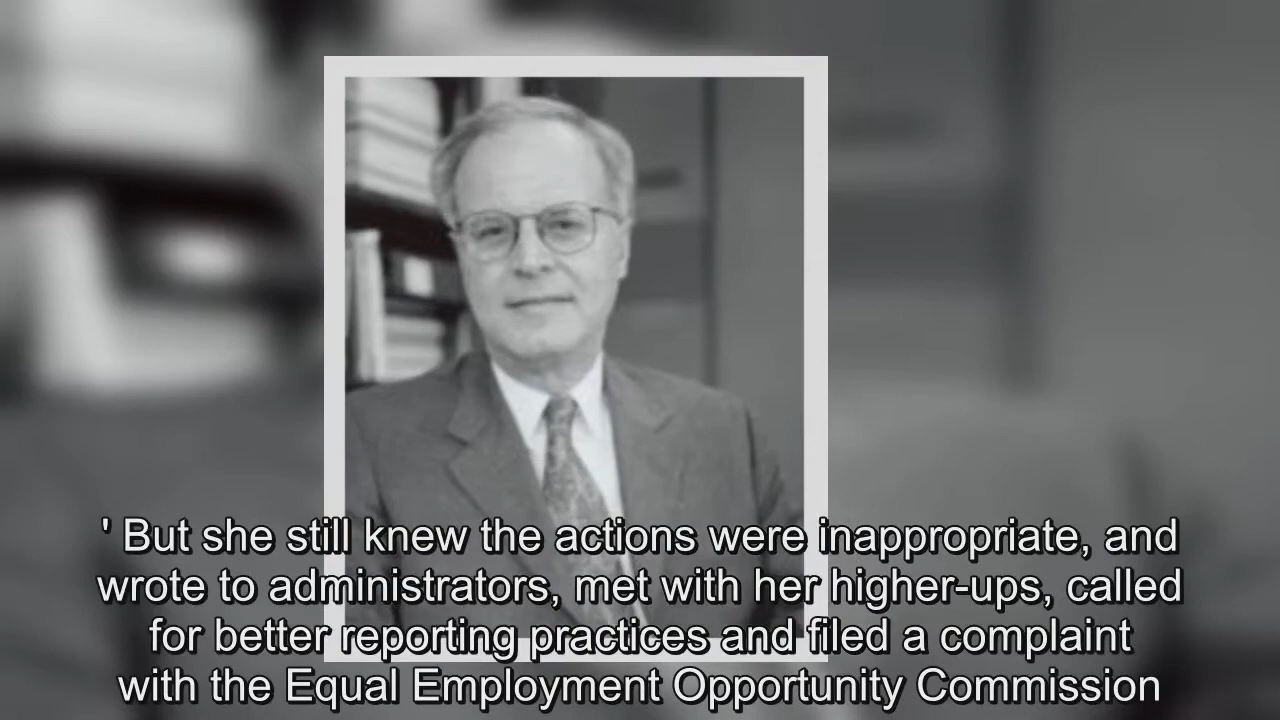 ' But she still knew the actions were inappropriate, and
wrote to administrators, met with her higher-ups, called
for better reporting practices and filed a complaint
with the Equal Employment Opportunity Commission